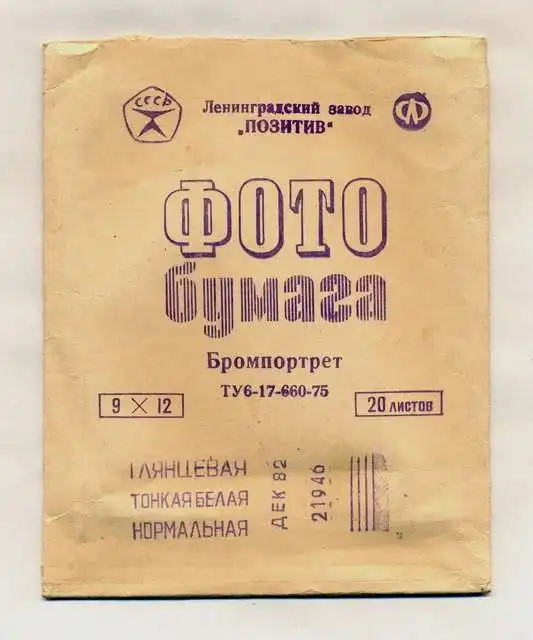 СССР
Ленинградский завод
„ПОЗИТИВ“
ФОТО
бумага
Бромпортрет
ТУ6-17-660-75
9 × 12
20 листов
ГЛЯНЦЕВАЯ
ТОНКАЯ БЕЛАЯ
НОРМАЛЬНАЯ
ДЕК 82
21946